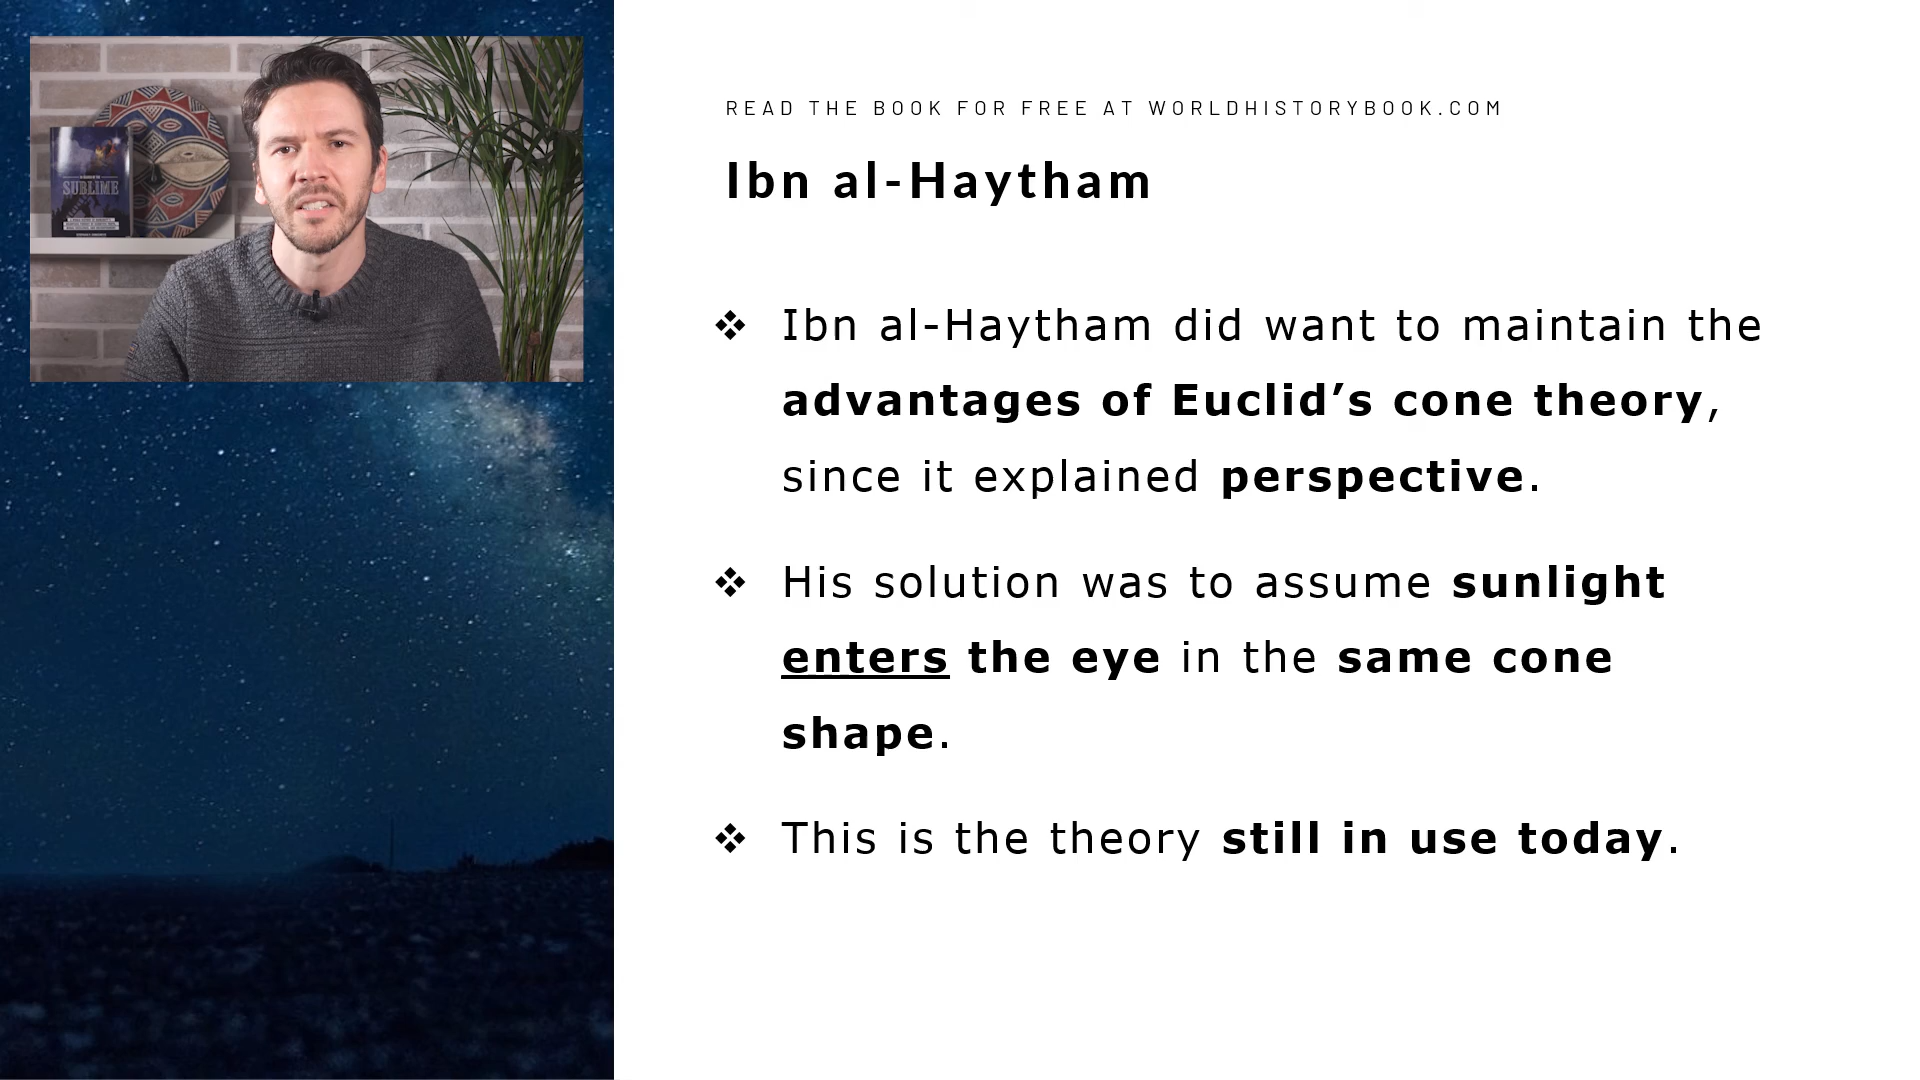 READ THE BOOK FOR FREE AT WORLDHISTORYBOOK.COM
Ibn al-Haytham
❖ Ibn al-Haytham did want to maintain the
advantages of Euclid’s cone theory,
since it explained perspective.
❖ His solution was to assume sunlight
enters the eye in the same cone
shape.
❖ This is the theory still in use today.
SUBLIME